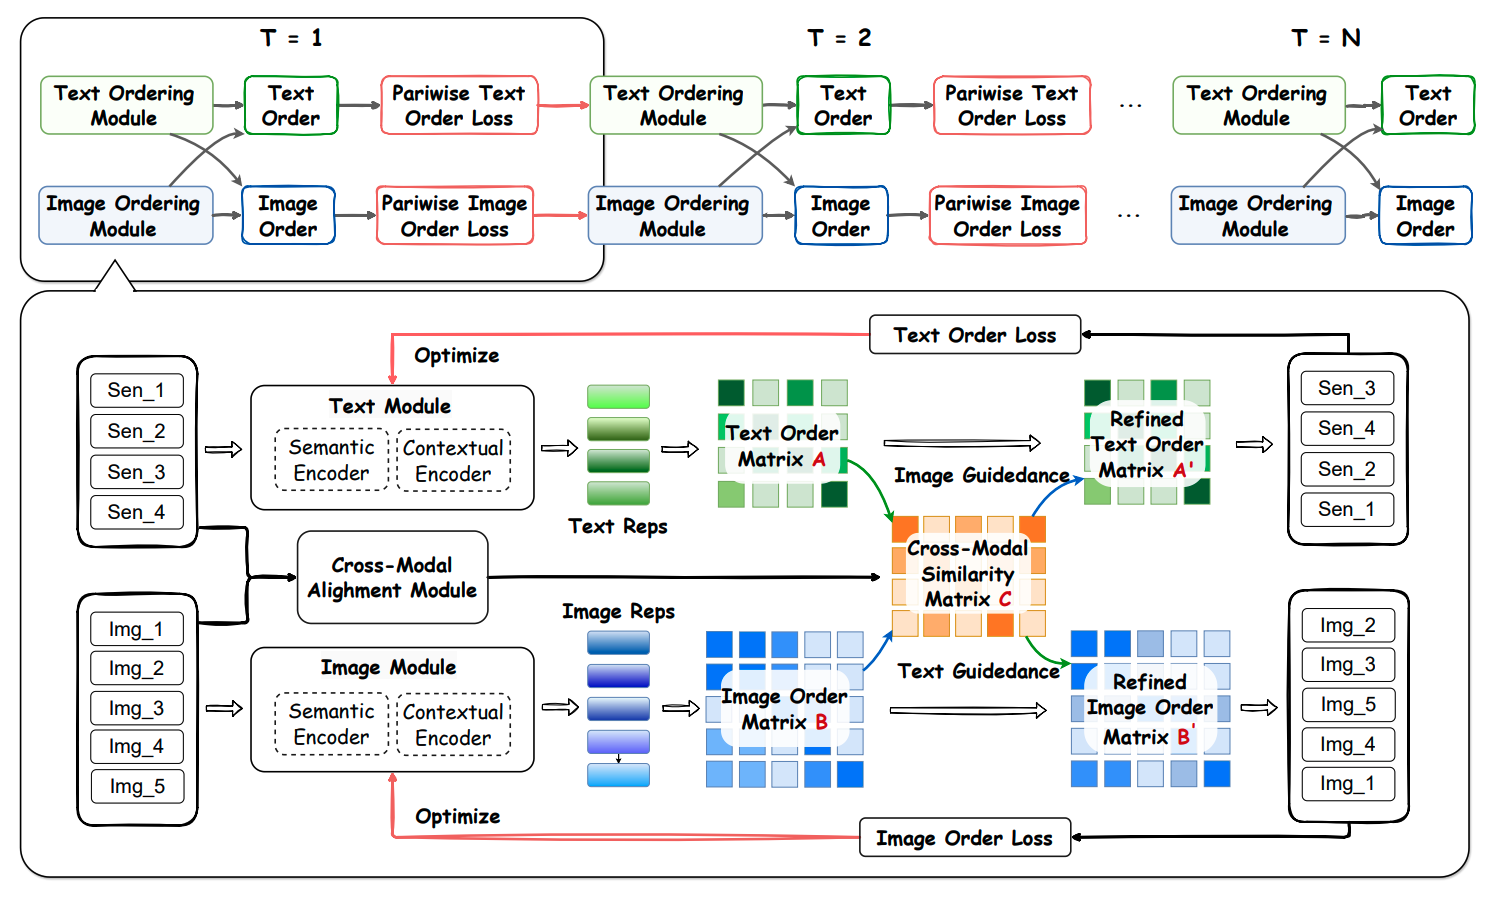 T = 1
T = 2
T = N
Text Ordering
Module
Text
Order
Pariwise Text
Order Loss
Text Ordering
Module
Text
Order
Pariwise Text
Order Loss
...
Text Ordering
Module
Text
Order
Image Ordering
Module
Image
Order
Pariwise Image
Order Loss
Image Ordering
Module
Image
Order
Pariwise Image
Order Loss
...
Image Ordering
Module
Image
Order
Text Order Loss
Optimize
Sen_1
Sen_2
Sen_3
Sen_4
Text Module
Semantic
Encoder
Contextual
Encoder
Text Reps
Text Order
Matrix A
Image Guidedance
Refined
Text Order
Matrix A'
Sen_3
Sen_4
Sen_2
Sen_1
Cross-Modal
Alighment Module
Cross-Modal
Similarity
Matrix C
Img_1
Img_2
Img_3
Img_4
Img_5
Image Module
Semantic
Encoder
Contextual
Encoder
Image Reps
Image Order
Matrix B
Text Guidedance
Refined
Image Order
Matrix B'
Img_2
Img_3
Img_5
Img_4
Img_1
Optimize
Image Order Loss